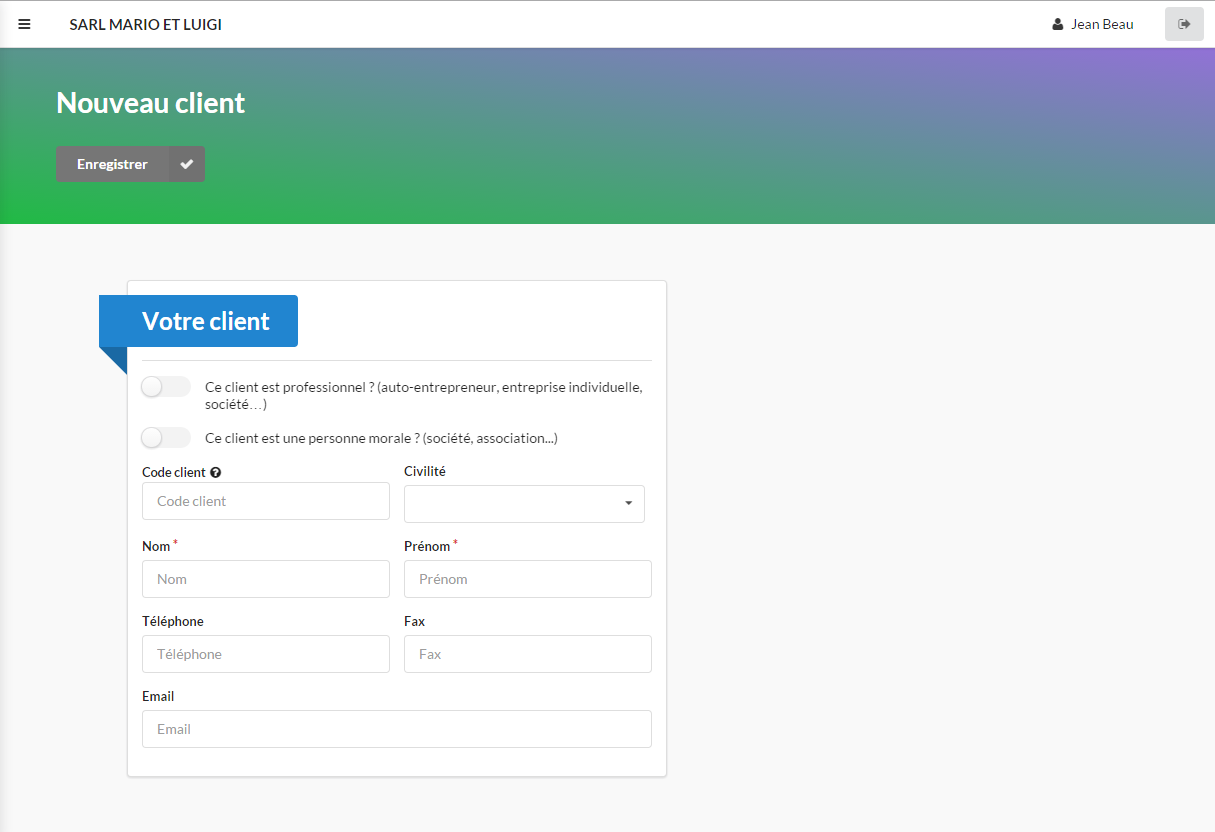 SARL MARIO ET LUIGI
Jean Beau
Nouveau client
Enregistrer
Votre client
Ce client est professionnel ? (auto-entrepreneur, entreprise individuelle,
société…)
Ce client est une personne morale ? (société, association...)
Code client
Civilité
Code client
Nom *
Prénom *
Nom
Prénom
Téléphone
Fax
Téléphone
Fax
Email
Email